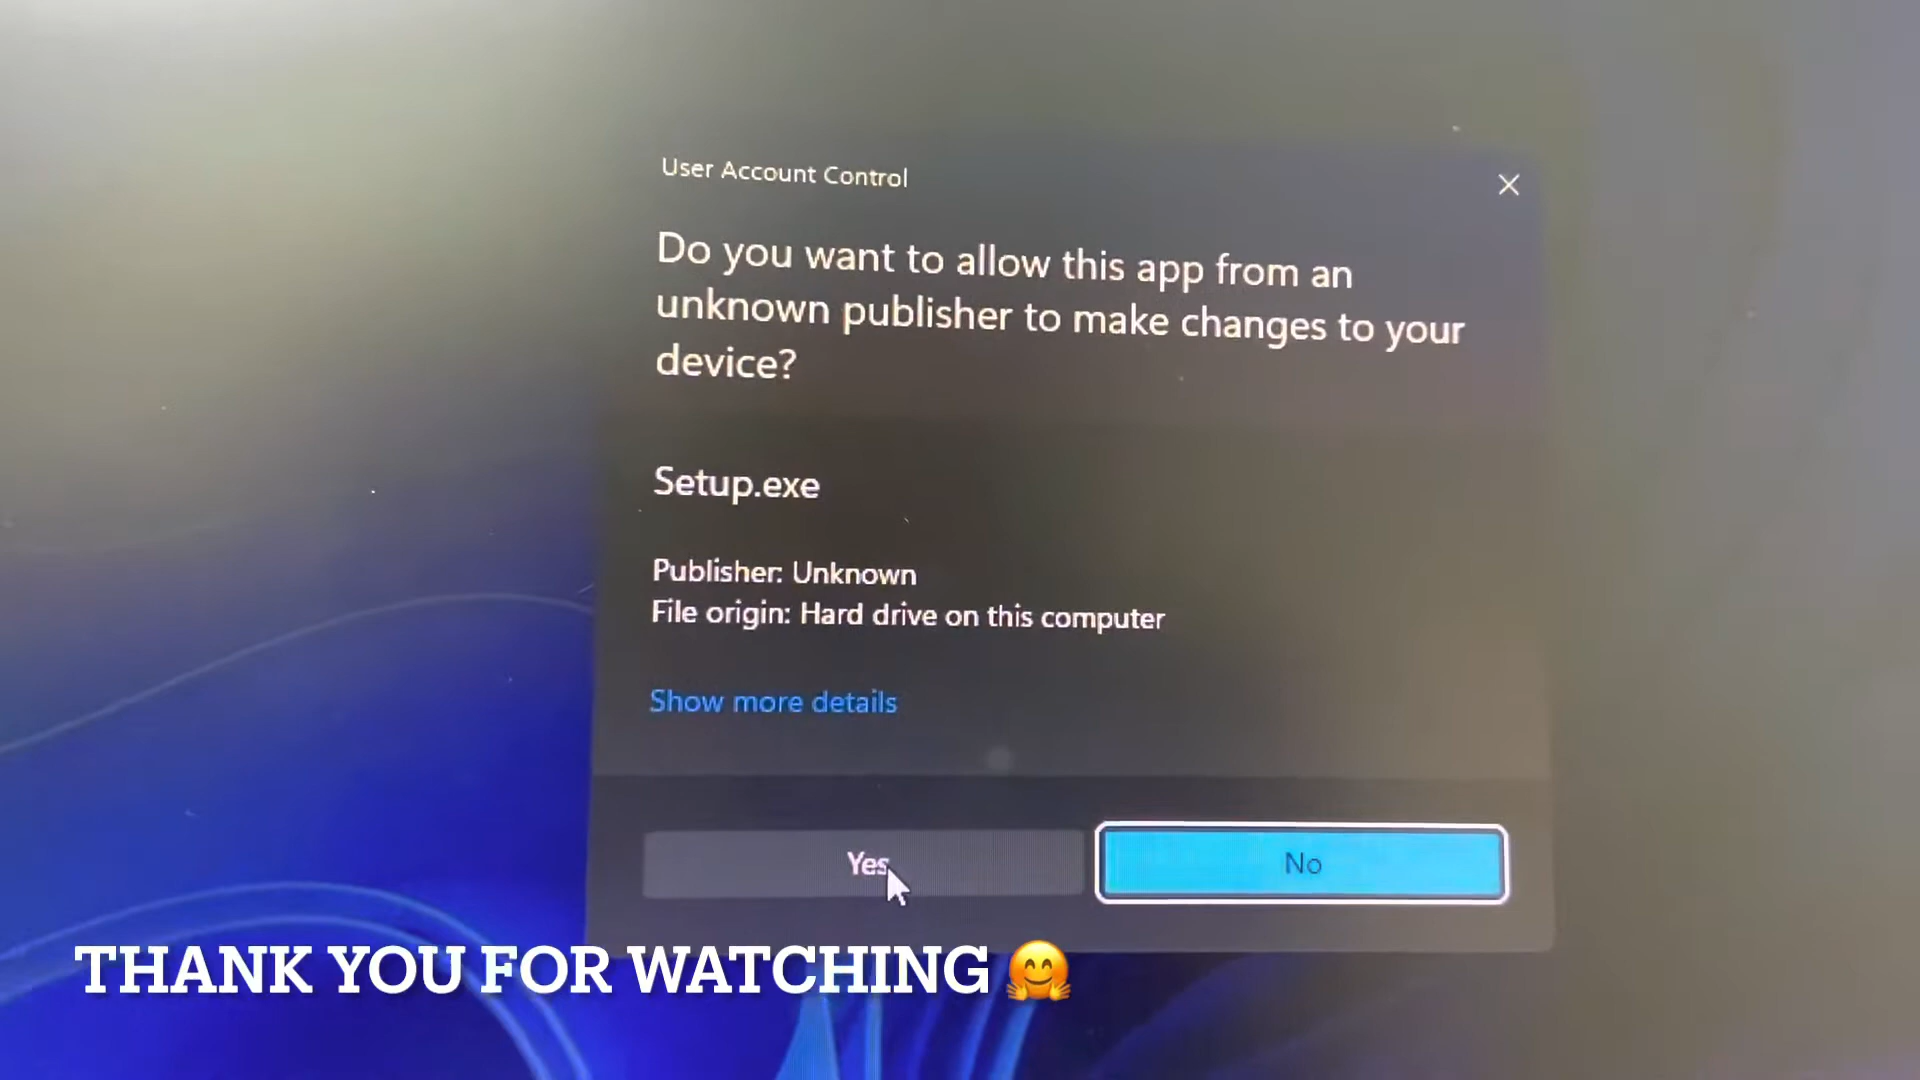 User Account Control
Do you want to allow this app from an
unknown publisher to make changes to your
device?
Setup.exe
Publisher: Unknown
File origin: Hard drive on this computer
Show more details
Yes
No
THANK YOU FOR WATCHING 🤗